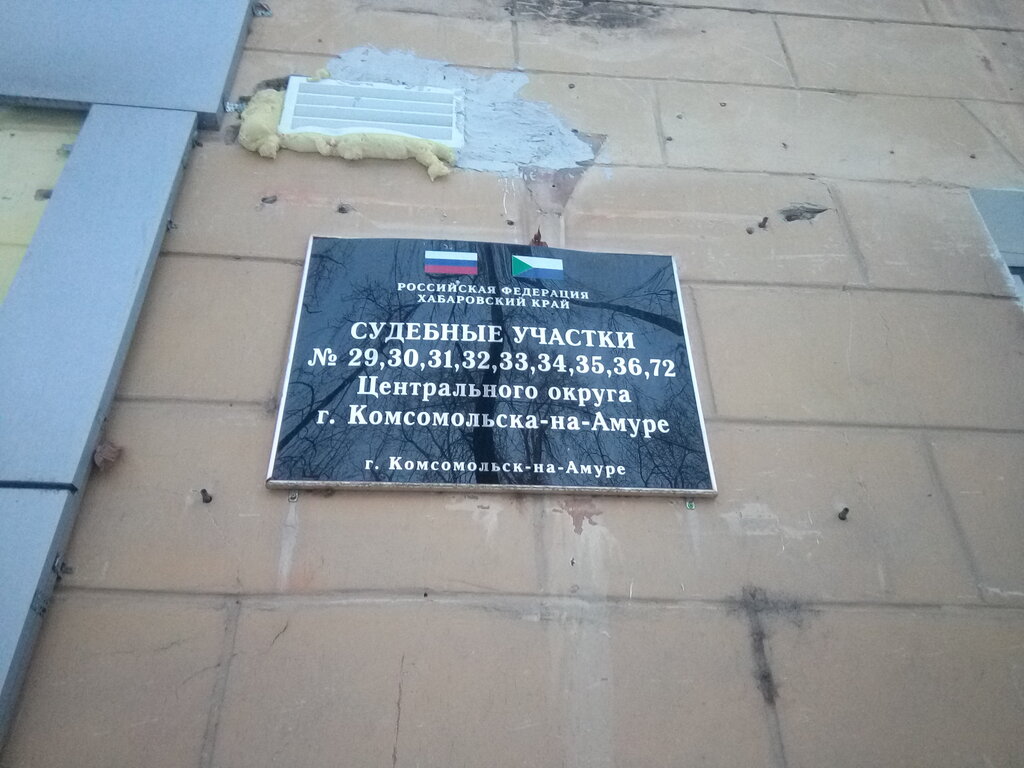 РОССИЙСКАЯ ФЕДЕРАЦИЯ
ХАБАРОВСКИЙ КРАЙ
СУДЕБНЫЕ УЧАСТКИ
№ 29,30,31,32,33,34,35,36,72
Центрального округа
г. Комсомольска-на-Амуре
г. Комсомольск-на-Амуре